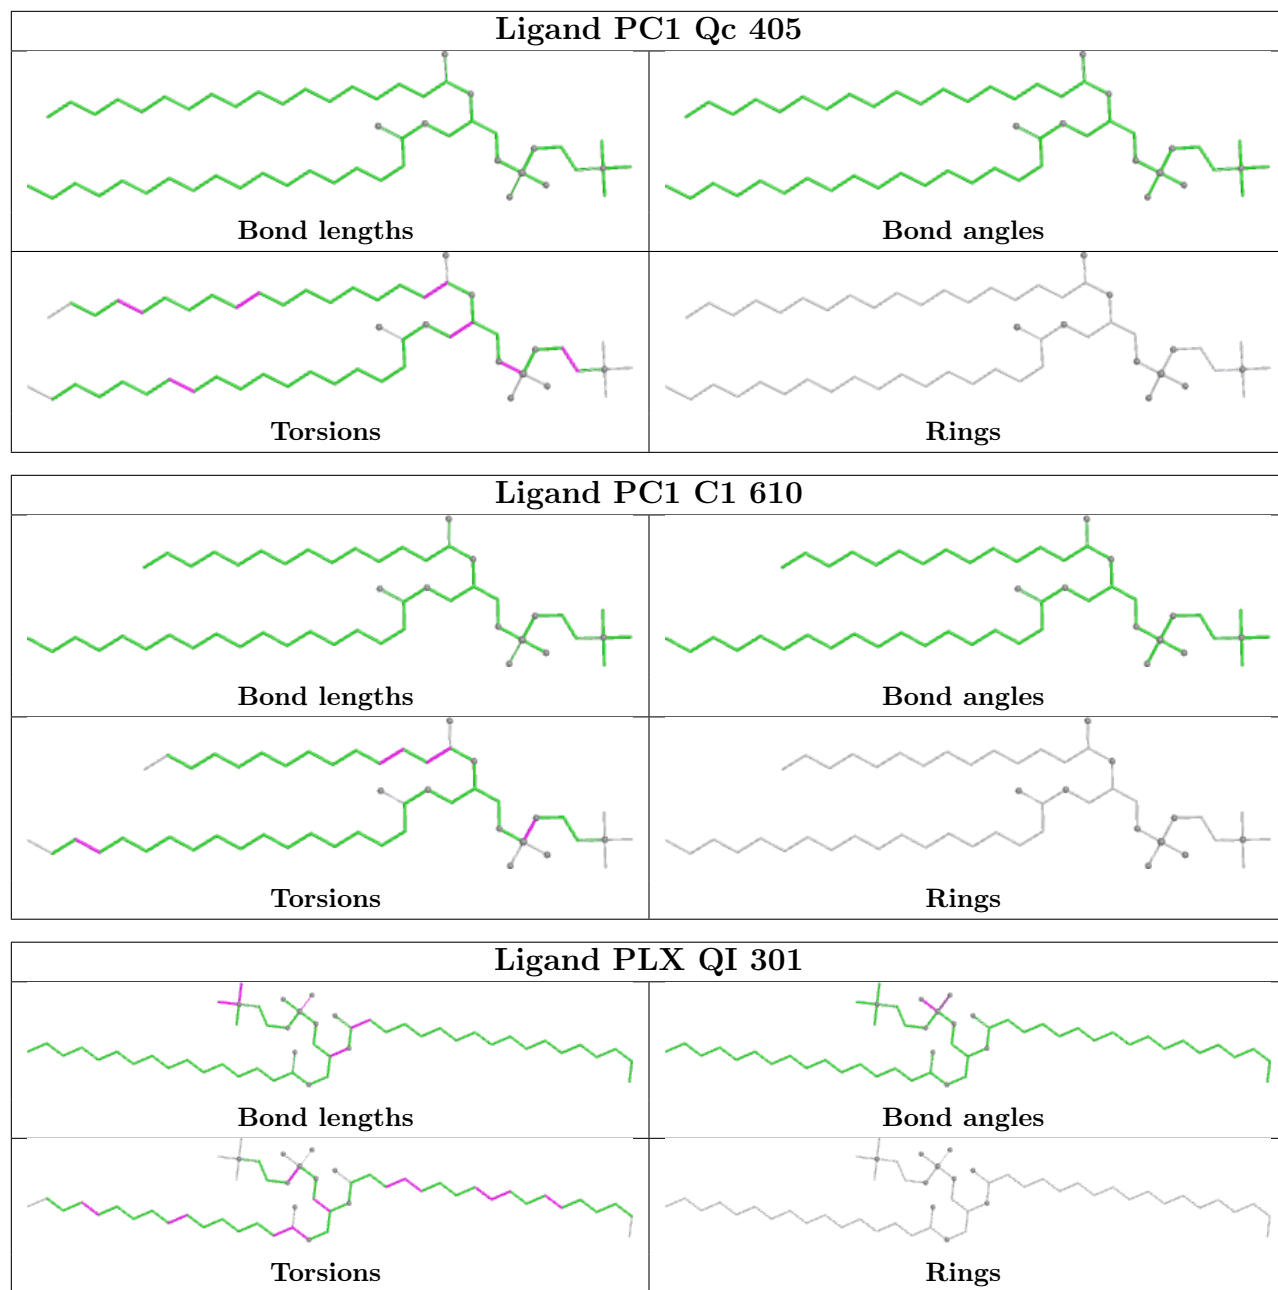 Ligand PC1 Qc 405
Bond lengths
Bond angles
Torsions
Rings
Ligand PC1 C1 610
Bond lengths
Bond angles
Torsions
Rings
Ligand PLX QI 301
Bond lengths
Bond angles
Torsions
Rings